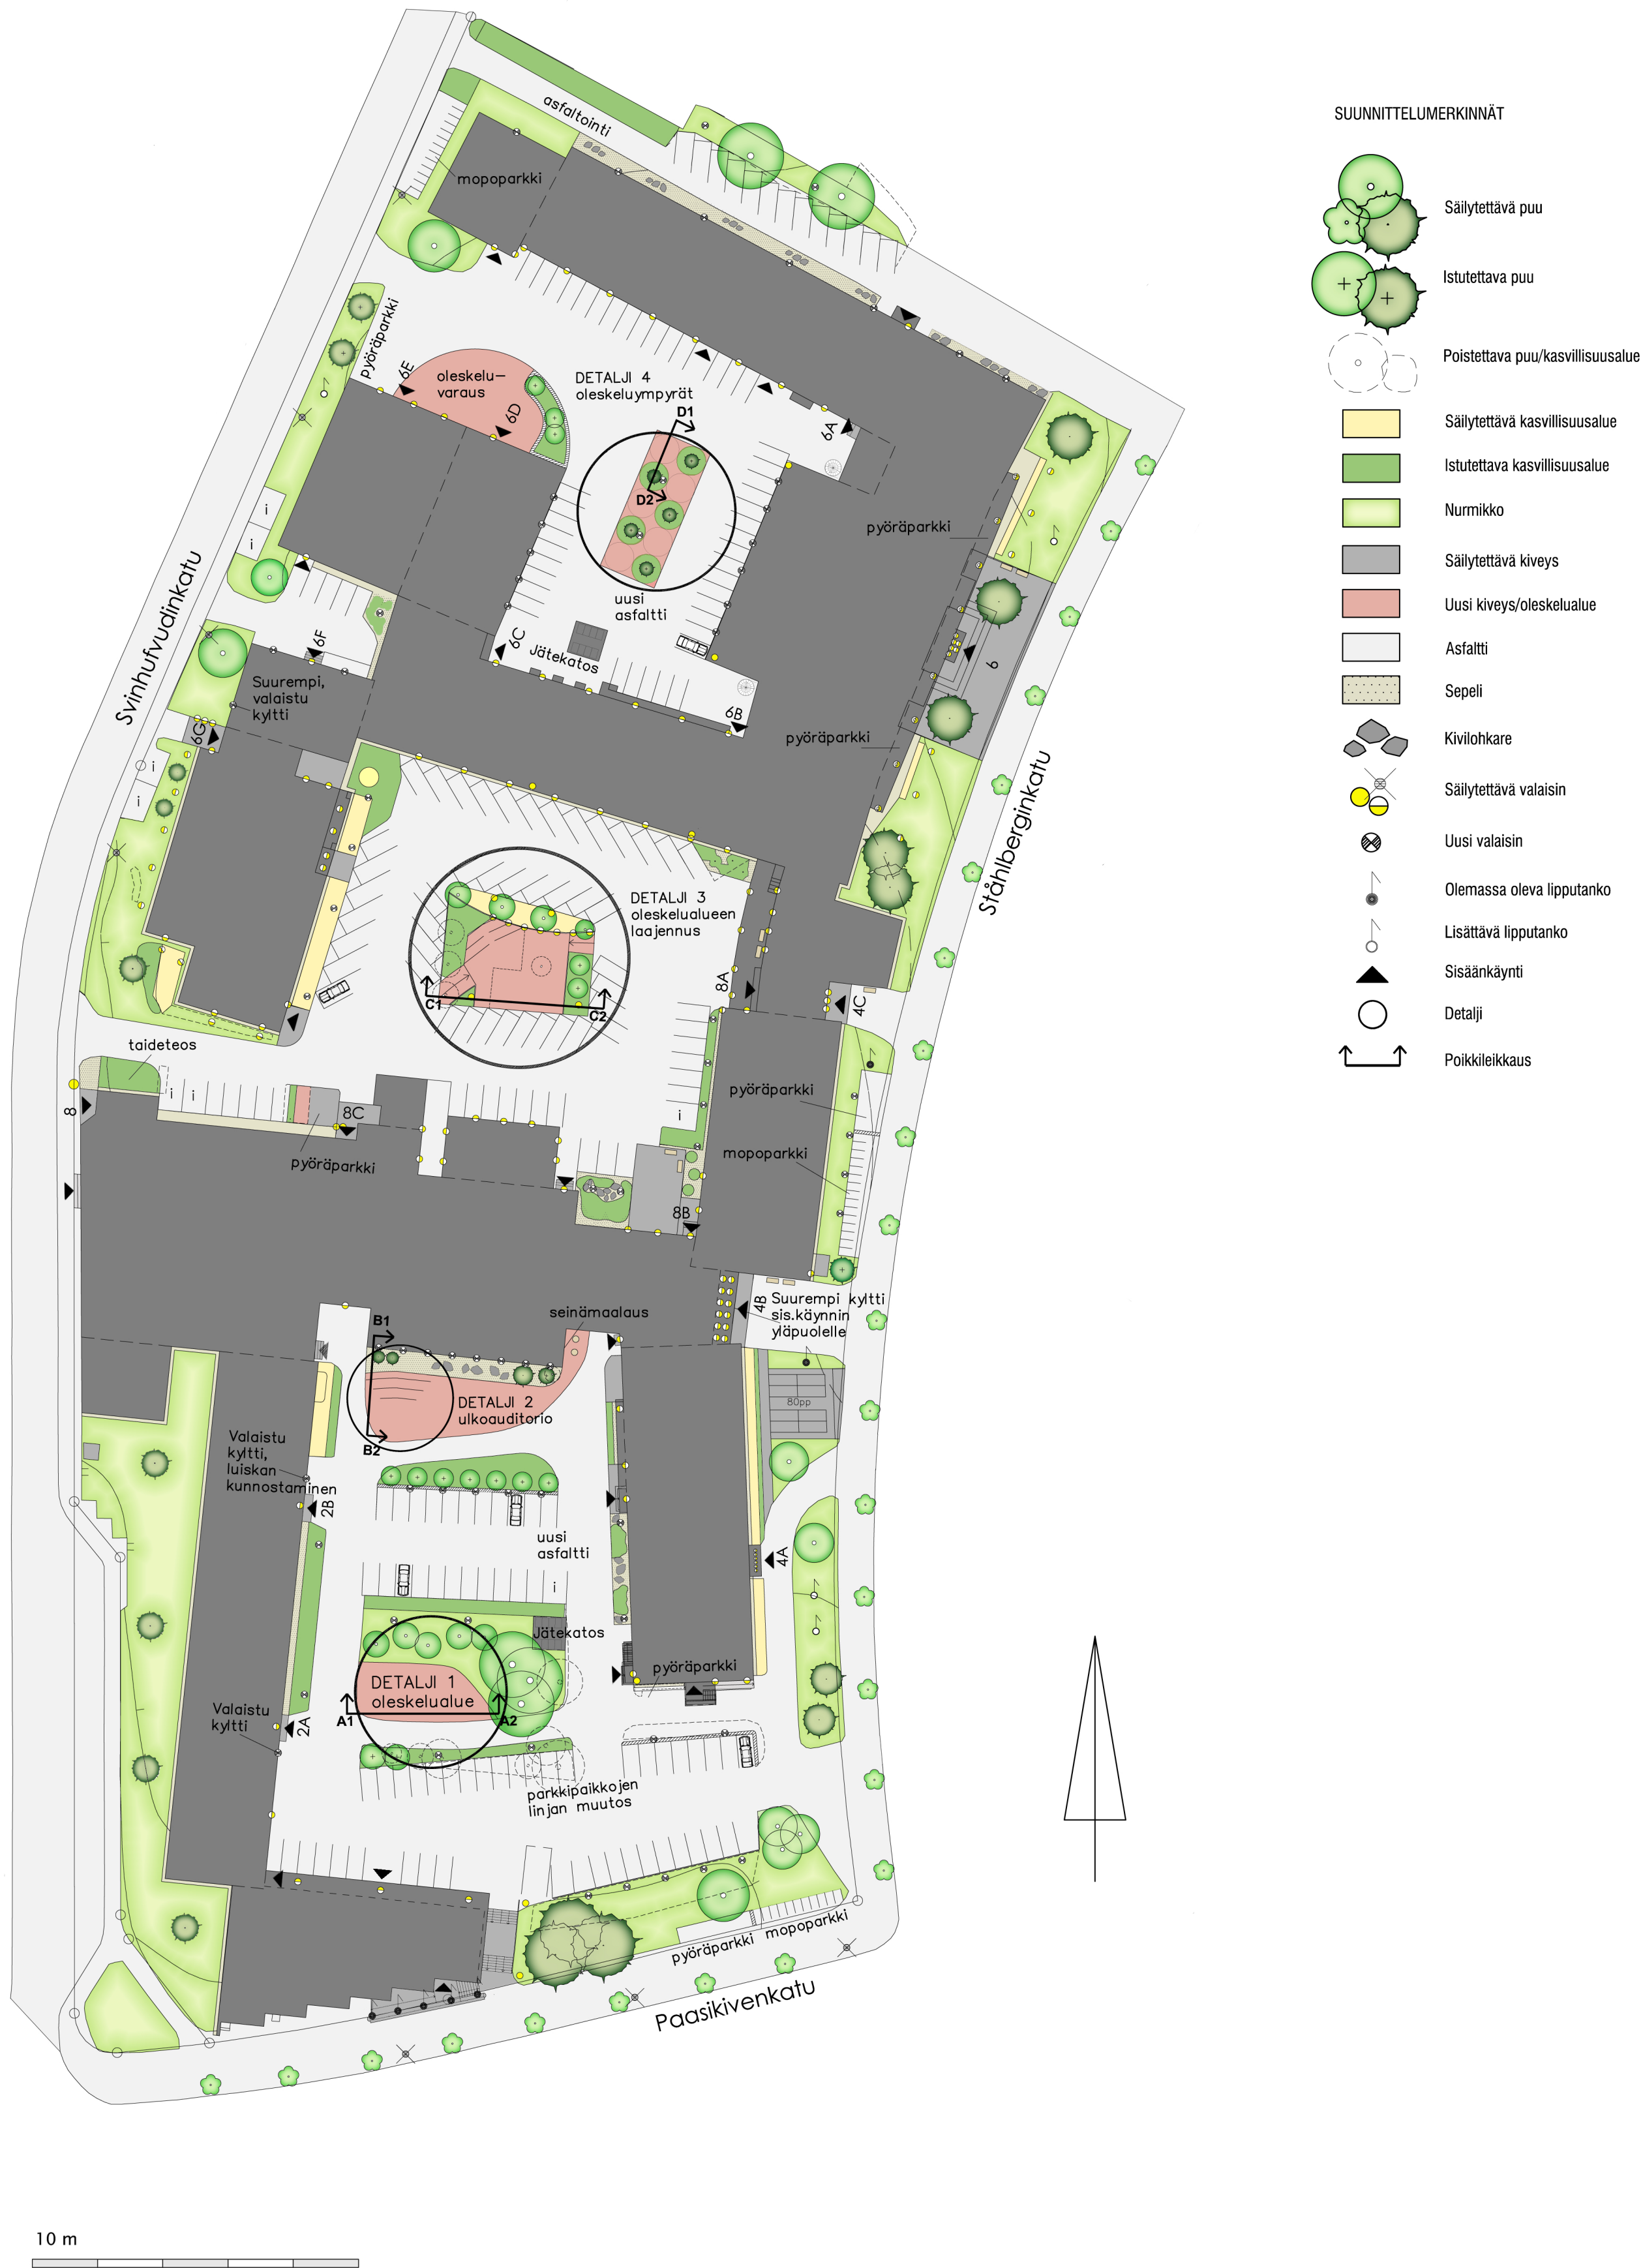 SUUNNITTELUMERKINNÄT
Säilytettävä puu
Istutettava puu
Poistettava puu/kasvillisuusalue
Säilytettävä kasvillisuusalue
Istutettava kasvillisuusalue
Nurmikko
Säilytettävä kiveys
Uusi kiveys/oleskelualue
Asfaltti
Sepeli
Kivilohkare
Säilytettävä valaisin
Uusi valaisin
Olemassa oleva lipputanko
Lisättävä lipputanko
Sisäänkäynti
Detalji
Poikkileikkaus
asfaltointi
mopoparkki
pyöräparkki
6E
oleskelu-
varaus
6D
DETALJI 4
oleskeluympyrät
D1
6A
D2
pyöräparkki
i
i
uusi
asfaltti
Svinhufvudinkatu
6F
6C
Jätekatos
6
Suurempi,
valaistu
kyltti
6B
6G
pyöräparkki
i
i
Ståhlberginkatu
DETALJI 3
oleskelualueen
laajennus
8A
C1
C2
4C
taideteos
i
i
8
8C
i
pyöräparkki
pyöräparkki
mopoparkki
8B
4B
Suurempi kyltti
sis.käynnin
yläpuolelle
seinämaalaus
B1
DETALJI 2
ulkoauditorio
B2
80pp
Valaistu
kyltti,
luiskan
kunnostaminen
2B
uusi
asfaltti
i
4A
Jätekatos
pyöräparkki
DETALJI 1
oleskelualue
A1
A2
Valaistu
kyltti
2A
parkkipaikkojen
linjan muutos
pyöräparkki
mopoparkki
Paasikivenkatu
10 m